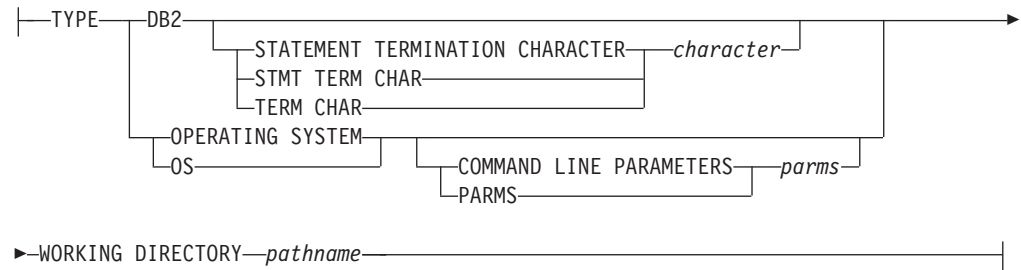 TYPE DB2
STATEMENT TERMINATION CHARACTER character
STMT TERM CHAR
TERM CHAR
OPERATING SYSTEM
OS
COMMAND LINE PARAMETERS parms
PARMS
WORKING DIRECTORY pathname